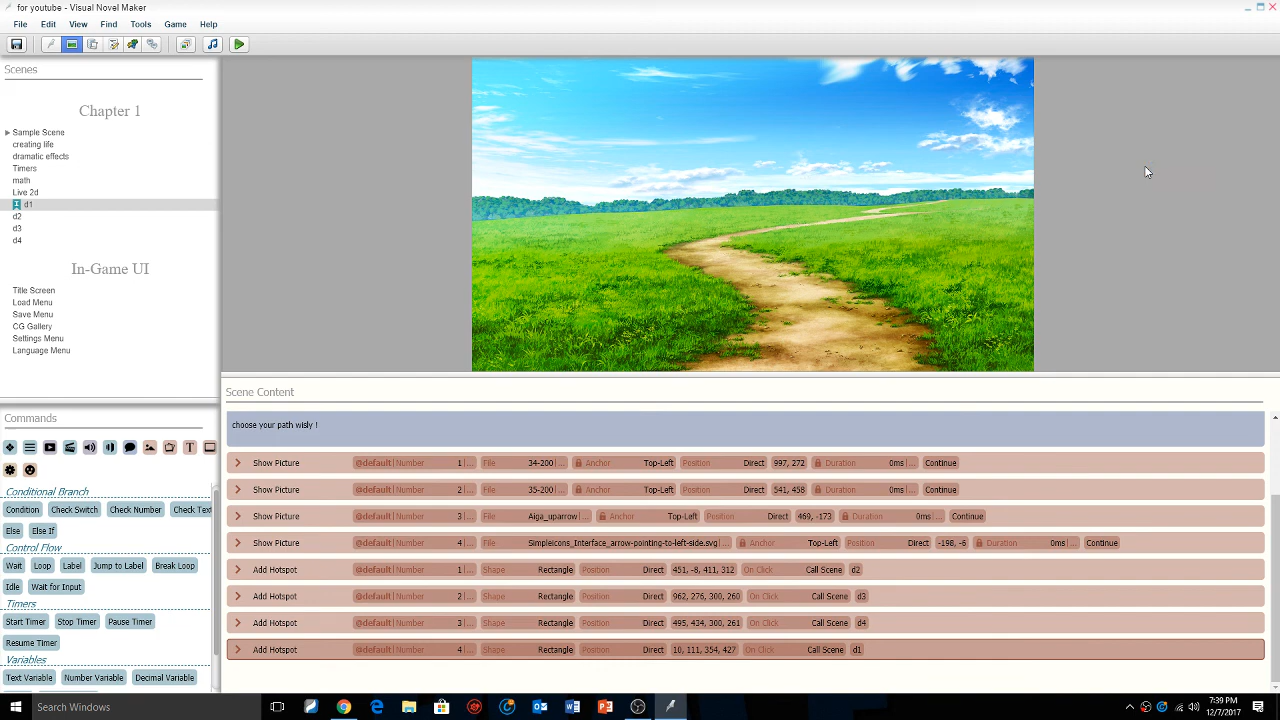 for youtube - Visual Novel Maker
File Edit View Find Tools Game Help
Scenes
Chapter 1
Sample Scene
creating life
dramatic effects
Timers
math
Live 2d
d1
d2
d3
d4
In-Game UI
Title Screen
Load Menu
Save Menu
CG Gallery
Settings Menu
Language Menu
Commands
Conditional Branch
Condition Check Switch Check Number Check Text
Else Else If
Control Flow
Wait Loop Label Jump to Label Break Loop
Idle Wait for Input
Timers
Start Timer Stop Timer Pause Timer
Resume Timer
Variables
Text Variable Number Variable Decimal Variable
Scene Content
choose your path wisly !
Show Picture @default Number 1 ... File 34-200 ... Anchor Top-Left Position Direct 997, 272 Duration 0ms ... Continue
Show Picture @default Number 2 ... File 35-200 ... Anchor Top-Left Position Direct 541, 458 Duration 0ms ... Continue
Show Picture @default Number 3 ... File Aiga_uparrow ... Anchor Top-Left Position Direct 469, -173 Duration 0ms ... Continue
Show Picture @default Number 4 ... File Simpleicons_Interface_arrow-pointing-to-left-side.svg ... Anchor Top-Left Position Direct -198, -6 Duration 0ms ... Continue
Add Hotspot @default Number 1 ... Shape Rectangle Position Direct 451, -8, 411, 312 On Click Call Scene d2
Add Hotspot @default Number 2 ... Shape Rectangle Position Direct 962, 276, 300, 260 On Click Call Scene d3
Add Hotspot @default Number 3 ... Shape Rectangle Position Direct 495, 434, 300, 261 On Click Call Scene d4
Add Hotspot @default Number 4 ... Shape Rectangle Position Direct 10, 111, 354, 427 On Click Call Scene d1
Search Windows
7:39 PM
12/7/2017